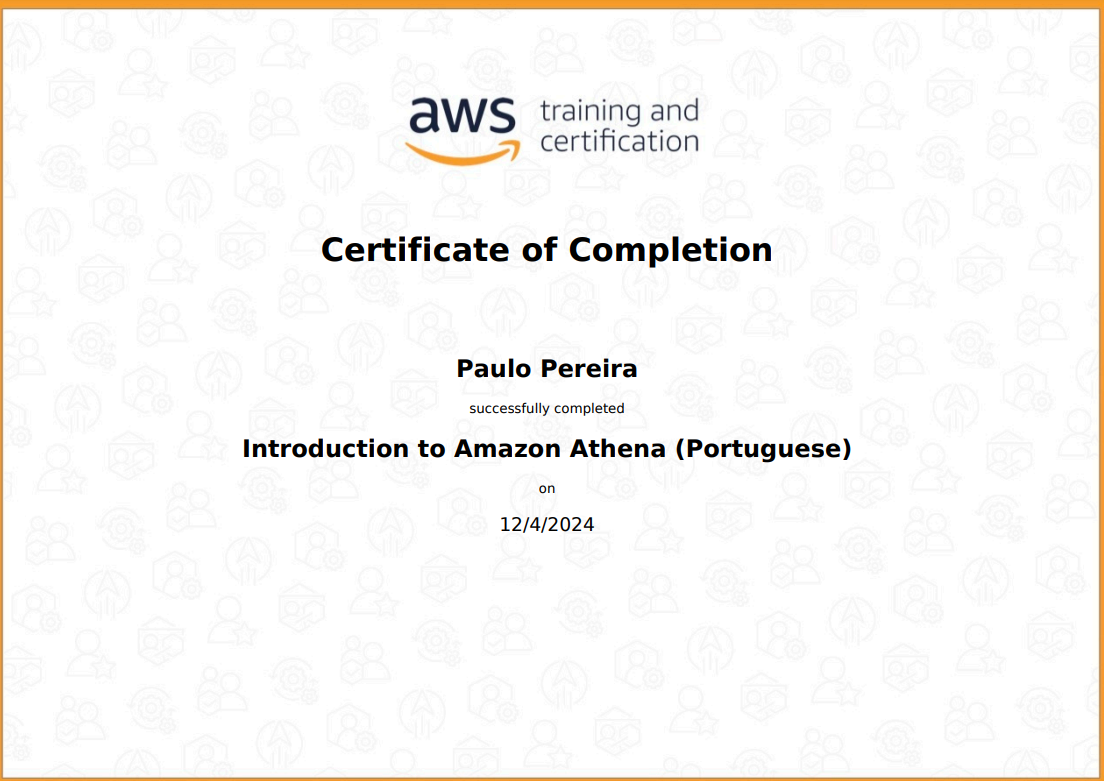 aws
training and
certification
Certificate of Completion
Paulo Pereira
successfully completed
Introduction to Amazon Athena (Portuguese)
on
12/4/2024